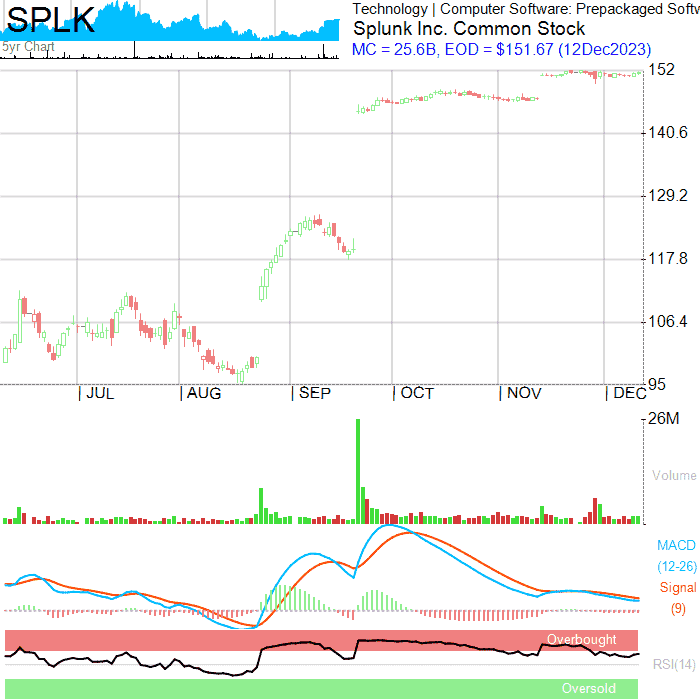 SPLK
5yr Chart
Technology | Computer Software: Prepackaged Softw
Splunk Inc. Common Stock
MC = 25.6B, EOD = $151.67 (12Dec2023)
152
140.6
129.2
117.8
106.4
95
JUL
AUG
SEP
OCT
NOV
DEC
26M
Volume
MACD
(12-26)
Signal
(9)
Overbought
RSI(14)
Oversold